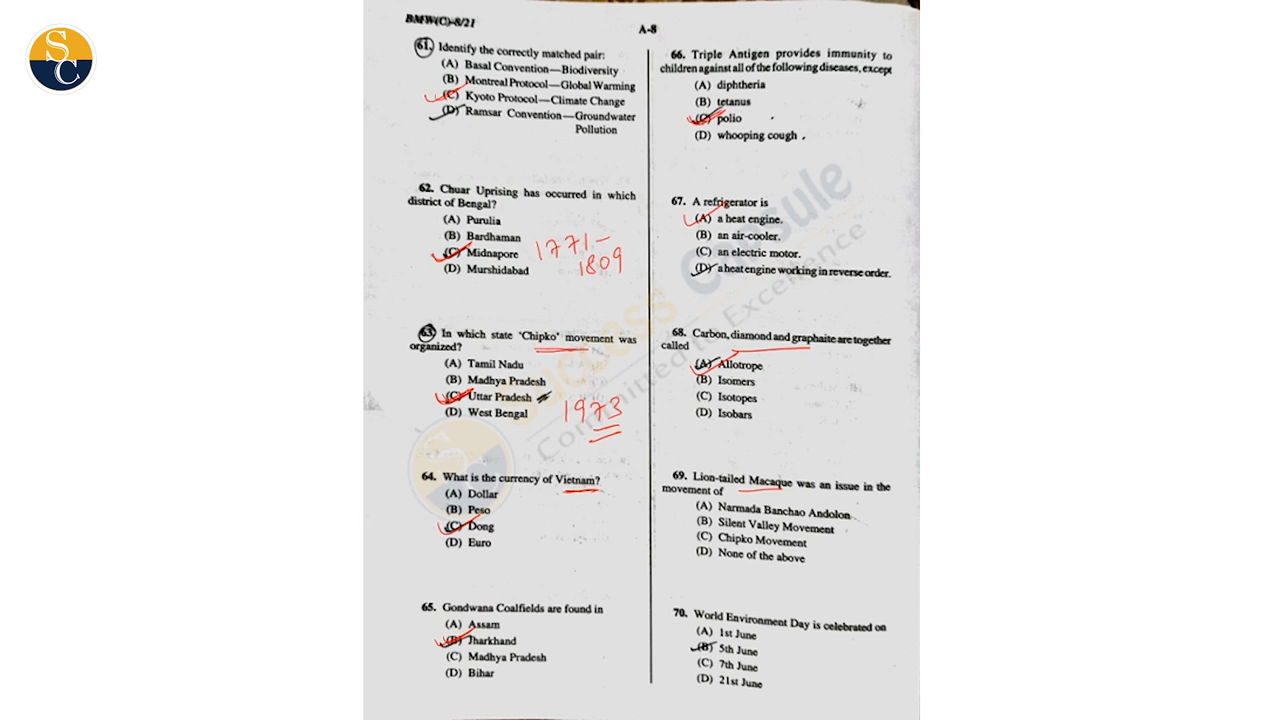 S
C
BMW(C)-8/21
A-8
61. Identify the correctly matched pair:
(A) Basal Convention—Biodiversity
(B) Montreal Protocol—Global Warming
(C) Kyoto Protocol—Climate Change
(D) Ramsar Convention—Groundwater
Pollution
62. Chuar Uprising has occurred in which
district of Bengal?
(A) Purulia
(B) Bardhaman
(C) Midnapore
(D) Murshidabad
1771-
1809
63. In which state 'Chipko' movement was
organized?
(A) Tamil Nadu
(B) Madhya Pradesh
(C) Uttar Pradesh
(D) West Bengal
1973
64. What is the currency of Vietnam?
(A) Dollar
(B) Peso
(C) Dong
(D) Euro
65. Gondwana Coalfields are found in
(A) Assam
(B) Jharkhand
(C) Madhya Pradesh
(D) Bihar
66. Triple Antigen provides immunity to
children against all of the following diseases, except
(A) diphtheria
(B) tetanus
(C) polio
(D) whooping cough .
67. A refrigerator is
(A) a heat engine.
(B) an air-cooler.
(C) an electric motor.
(D) a heat engine working in reverse order.
68. Carbon, diamond and graphaite are together
called
(A) Allotrope
(B) Isomers
(C) Isotopes
(D) Isobars
69. Lion-tailed Macaque was an issue in the
movement of
(A) Narmada Banchao Andolon
(B) Silent Valley Movement
(C) Chipko Movement
(D) None of the above
70. World Environment Day is celebrated on
(A) 1st June
(B) 5th June
(C) 7th June
(D) 21st June
Success Capsule
Committed to Excellence